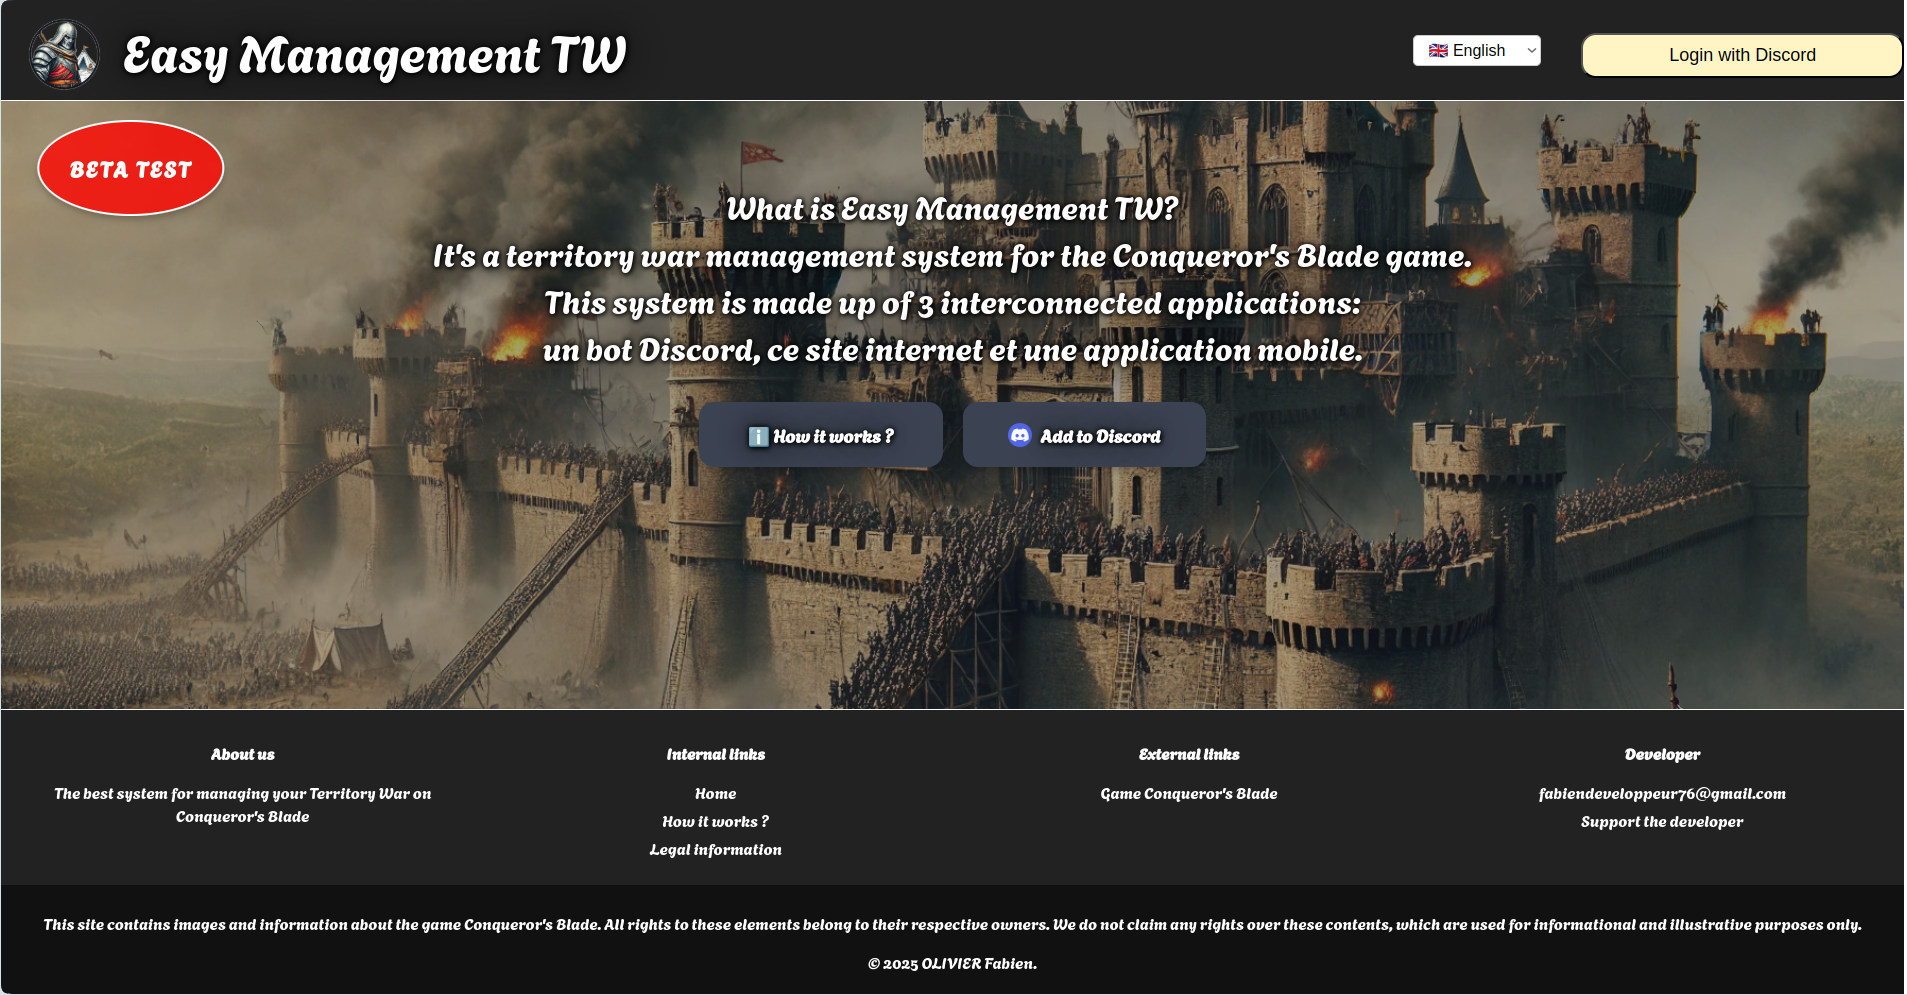 Easy Management TW
🇬🇧 English
Login with Discord
BETA TEST
What is Easy Management TW?
It's a territory war management system for the Conqueror's Blade game.
This system is made up of 3 interconnected applications:
un bot Discord, ce site internet et une application mobile.
ℹ️ How it works ?
Add to Discord
About us
The best system for managing your Territory War on
Conqueror's Blade
Internal links
Home
How it works ?
Legal information
External links
Game Conqueror's Blade
Developer
fabiendeveloppeur76@gmail.com
Support the developer
This site contains images and information about the game Conqueror's Blade. All rights to these elements belong to their respective owners. We do not claim any rights over these contents, which are used for informational and illustrative purposes only.
© 2025 OLIVIER Fabien.